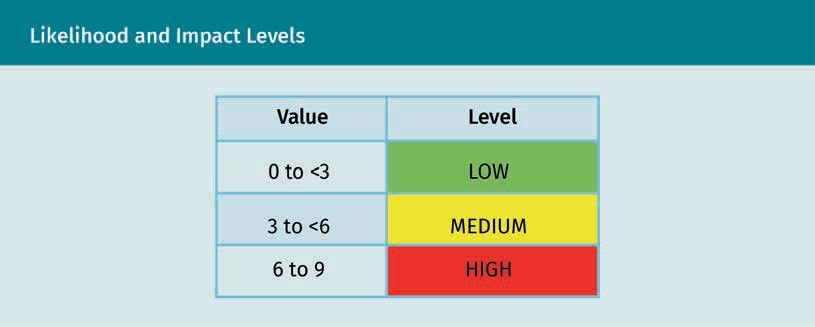 Likelihood and Impact Levels
Value Level
0 to <3 LOW
3 to <6 MEDIUM
6 to 9 HIGH